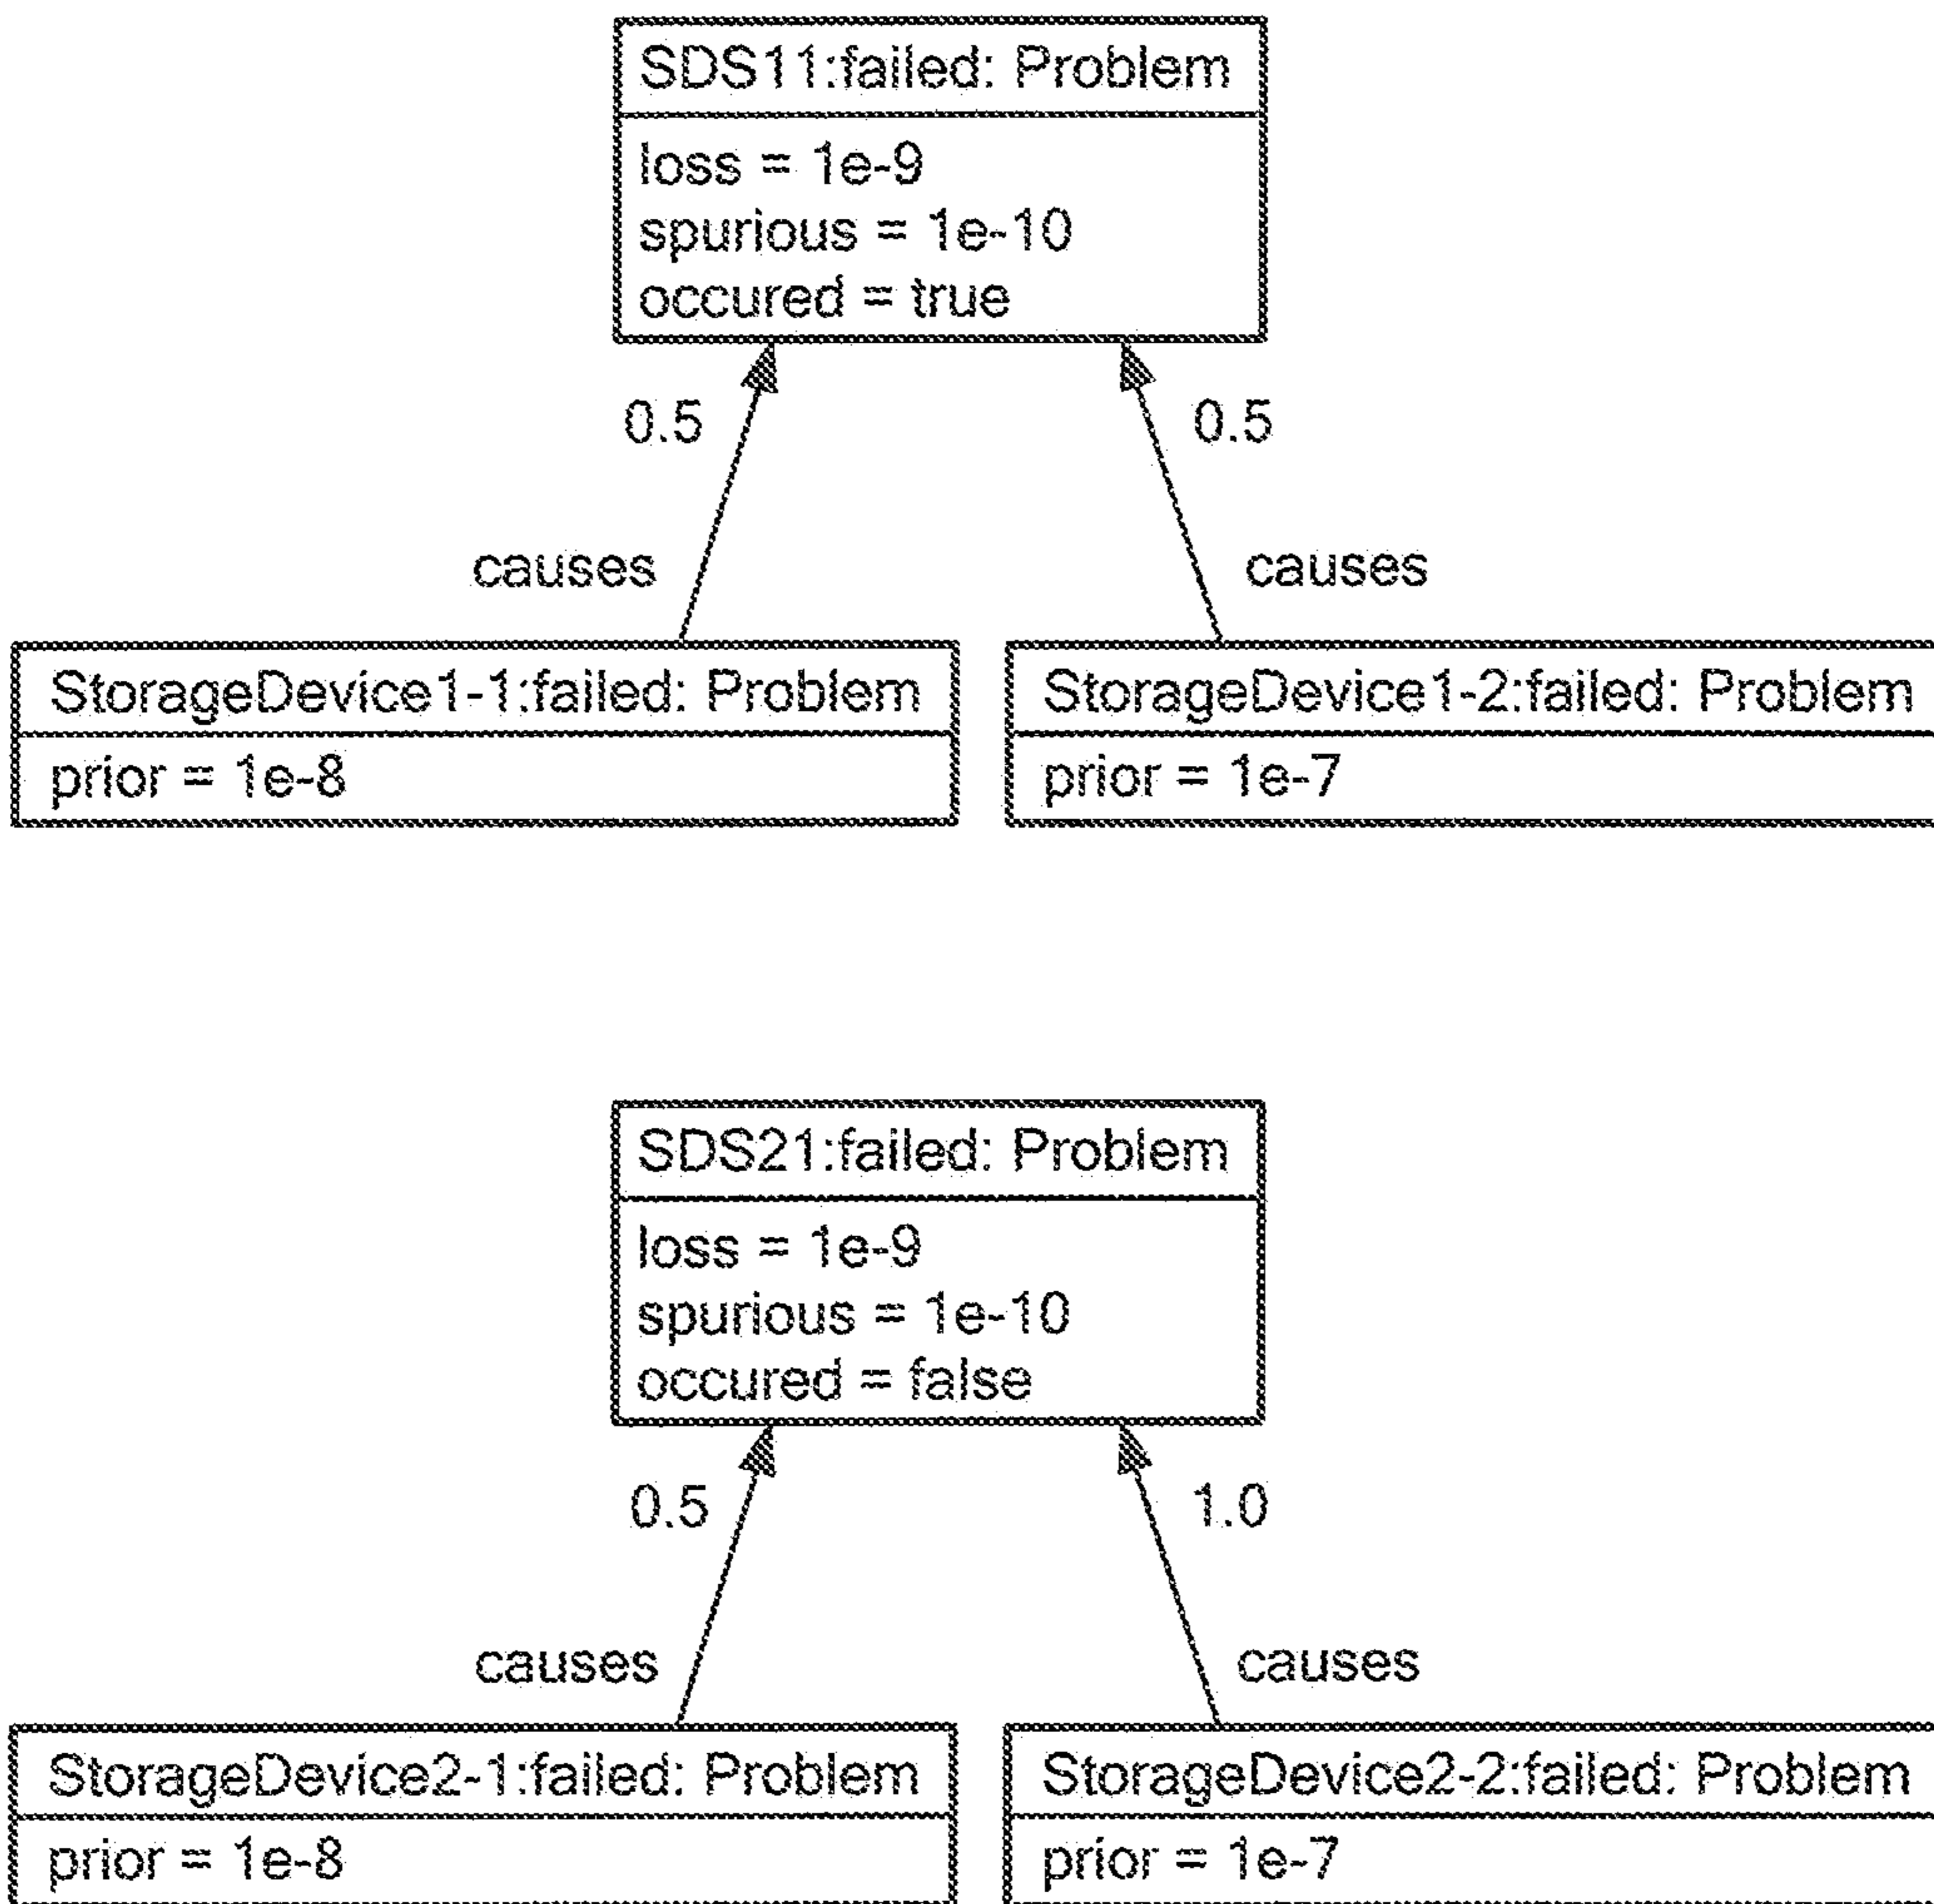 SDS11:failed: Problem
loss = 1e-9
spurious = 1e-10
occured = true
0.5
0.5
causes
causes
StorageDevice1-1:failed: Problem
StorageDevice1-2:failed: Problem
prior = 1e-8
prior = 1e-7
SDS21:failed: Problem
loss = 1e-9
spurious = 1e-10
occured = false
0.5
1.0
causes
causes
StorageDevice2-1:failed: Problem
StorageDevice2-2:failed: Problem
prior = 1e-8
prior = 1e-7